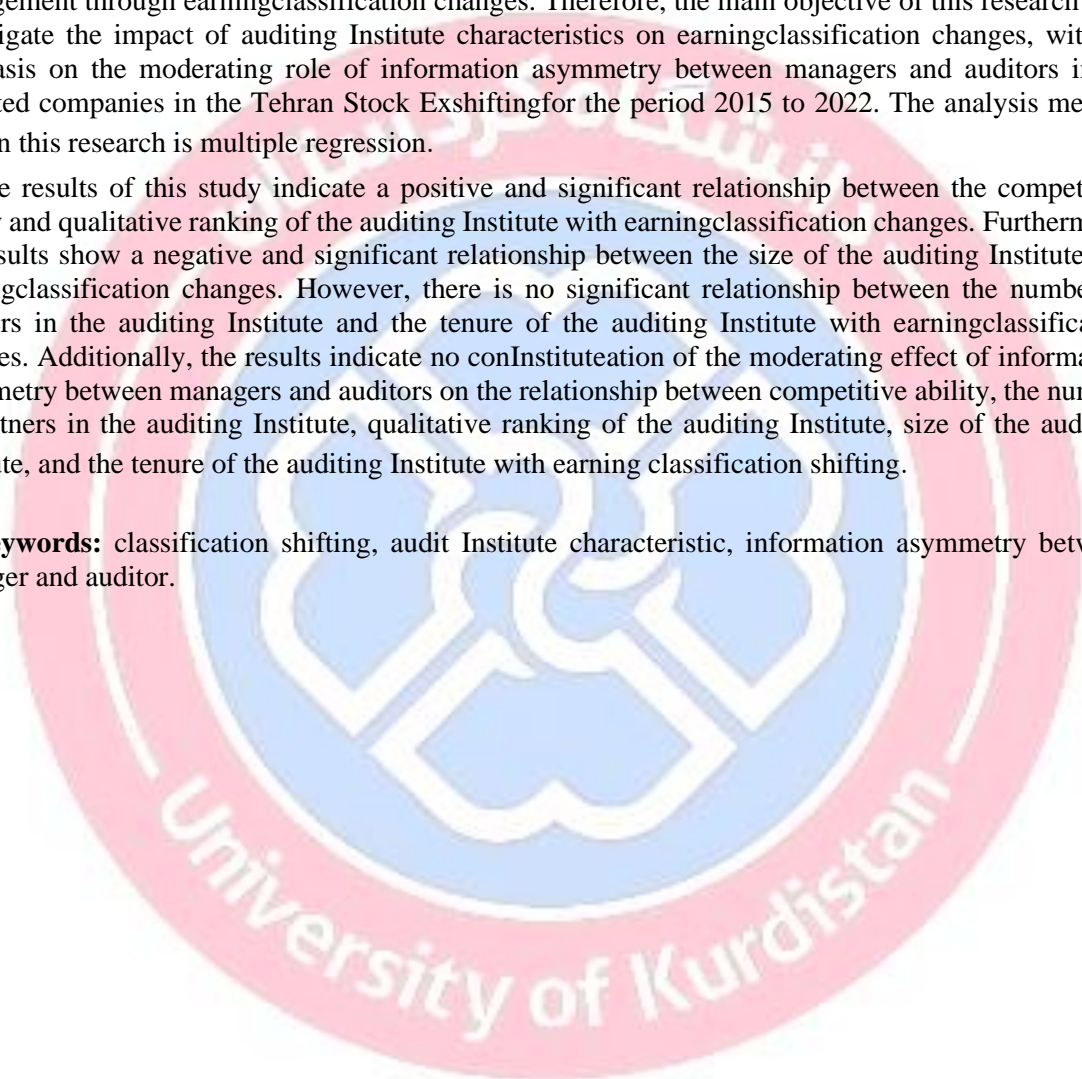 gement through earningclassification changes. Therefore, the main objective of this research
igate the impact of auditing Institute characteristics on earningclassification changes, wit
asis on the moderating role of information asymmetry between managers and auditors i
ted companies in the Tehran Stock Exshiftingfor the period 2015 to 2022. The analysis me
n this research is multiple regression.
e results of this study indicate a positive and significant relationship between the compet
y and qualitative ranking of the auditing Institute with earningclassification changes. Furthern
sults show a negative and significant relationship between the size of the auditing Institute
gclassification changes. However, there is no significant relationship between the numbe
rs in the auditing Institute and the tenure of the auditing Institute with earningclassifica
es. Additionally, the results indicate no conInstituteation of the moderating effect of informa
metry between managers and auditors on the relationship between competitive ability, the nun
tners in the auditing Institute, qualitative ranking of the auditing Institute, size of the aud
te, and the tenure of the auditing Institute with earning classification shifting.
eywords: classification shifting, audit Institute characteristic, information asymmetry betw
ger and auditor.
دانشگاه کردستان
University of Kurdistan